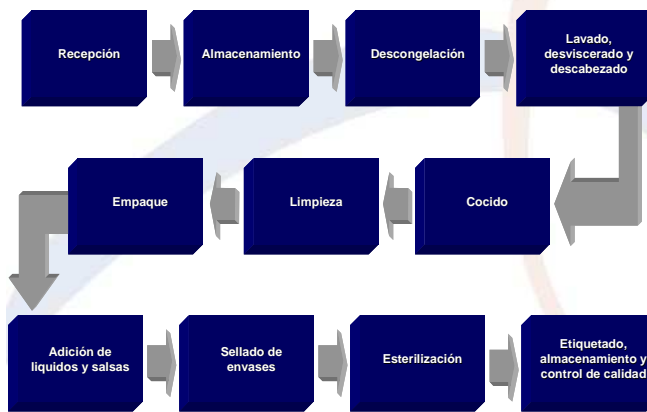 Recepción
Almacenamiento
Descongelación
Lavado,
desviscerado y
descabezado
Cocido
Limpieza
Empaque
Adición de
liquidos y salsas
Sellado de
envases
Esterilización
Etiquetado,
almacenamiento y
control de calidad